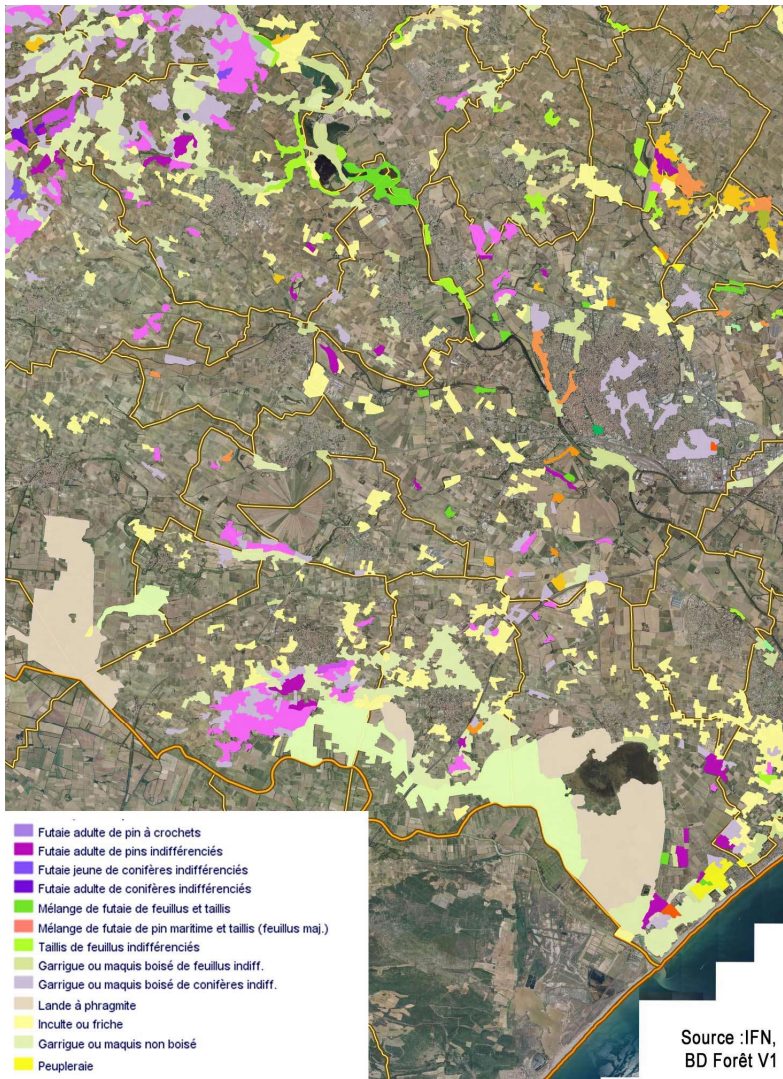 Futaie adulte de pin à crochets
Futaie adulte de pins indifférenciés
Futaie jeune de conifères indifférenciés
Futaie adulte de conifères indifférenciés
Mélange de futaie de feuillus et taillis
Mélange de futaie de pin maritime et taillis (feuillus maj.)
Taillis de feuillus indifférenciés
Garrigue ou maquis boisé de feuillus indiff.
Garrigue ou maquis boisé de conifères indiff.
Lande à phragmite
Inculte ou friche
Garrigue ou maquis non boisé
Peupleraie
Source :IFN,
BD Forêt V1